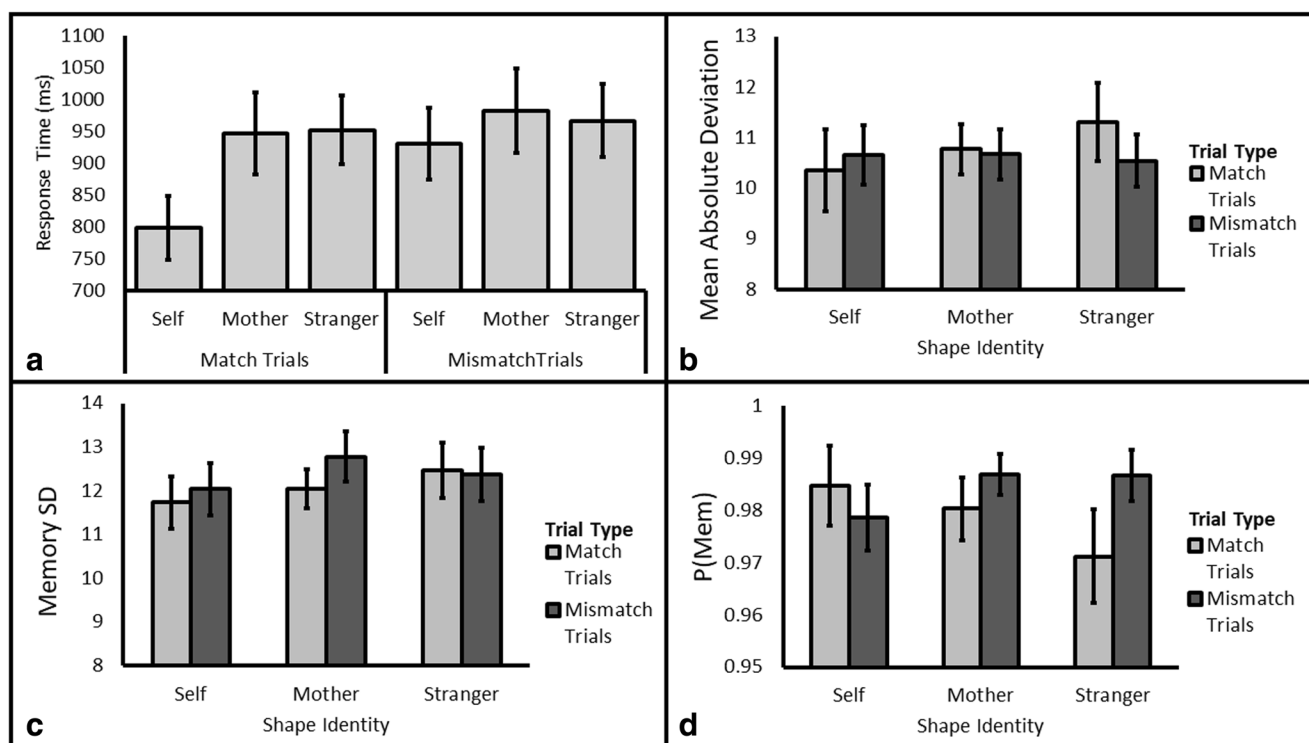 1100
1050
1000
950
900
850
800
750
700
Response Time (ms)
Self Mother Stranger Self Mother Stranger
Match Trials MismatchTrials
a
13
12
11
10
9
8
Mean Absolute Deviation
Self Mother Stranger
Shape Identity
Trial Type
Match
Trials
Mismatch
Trials
b
14
13
12
11
10
9
8
Memory SD
Self Mother Stranger
Shape Identity
Trial Type
Match
Trials
Mismatch
Trials
c
1
0.99
0.98
0.97
0.96
0.95
P(Mem)
Self Mother Stranger
Shape Identity
Trial Type
Match
Trials
Mismatch
Trials
d